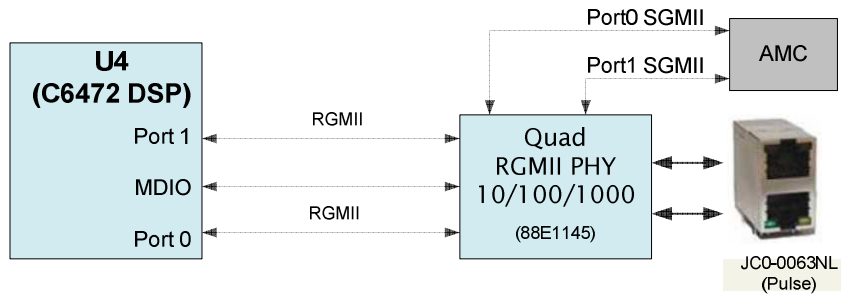 Port0 SGMII
Port1 SGMII
AMC
U4
(C6472 DSP)
Port 1
MDIO
Port 0
RGMII
RGMII
Quad
RGMII PHY
10/100/1000
(88E1145)
JC0-0063NL
(Pulse)